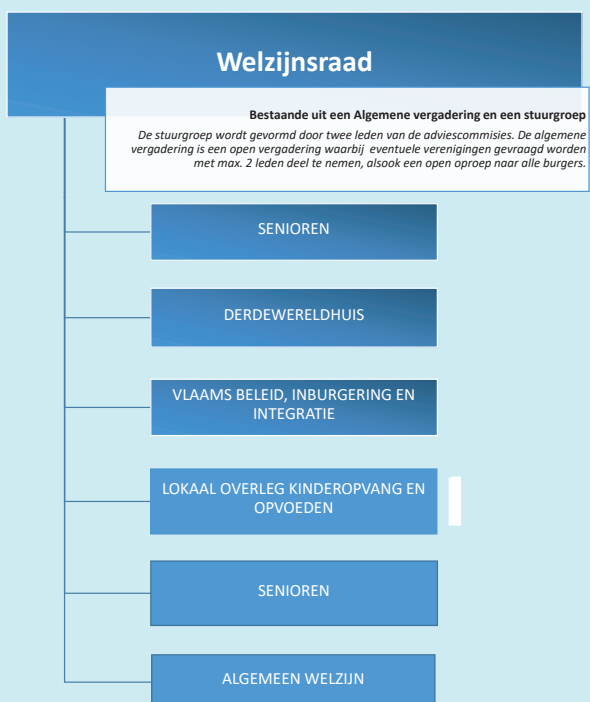 Welzijnsraad
Bestaande uit een Algemene vergadering en een stuurgroep
De stuurgroep wordt gevormd door twee leden van de adviescommisies. De algemene
vergadering is een open vergadering waarbij eventuele verenigingen gevraagd worden
met max. 2 leden deel te nemen, alsook een open oproep naar alle burgers.
SENIOREN
DERDEWERELDHUIS
VLAAMS BELEID, INBURGERING EN
INTEGRATIE
LOKAAL OVERLEG KINDEROPVANG EN
OPVOEDEN
SENIOREN
ALGEMEEN WELZIJN